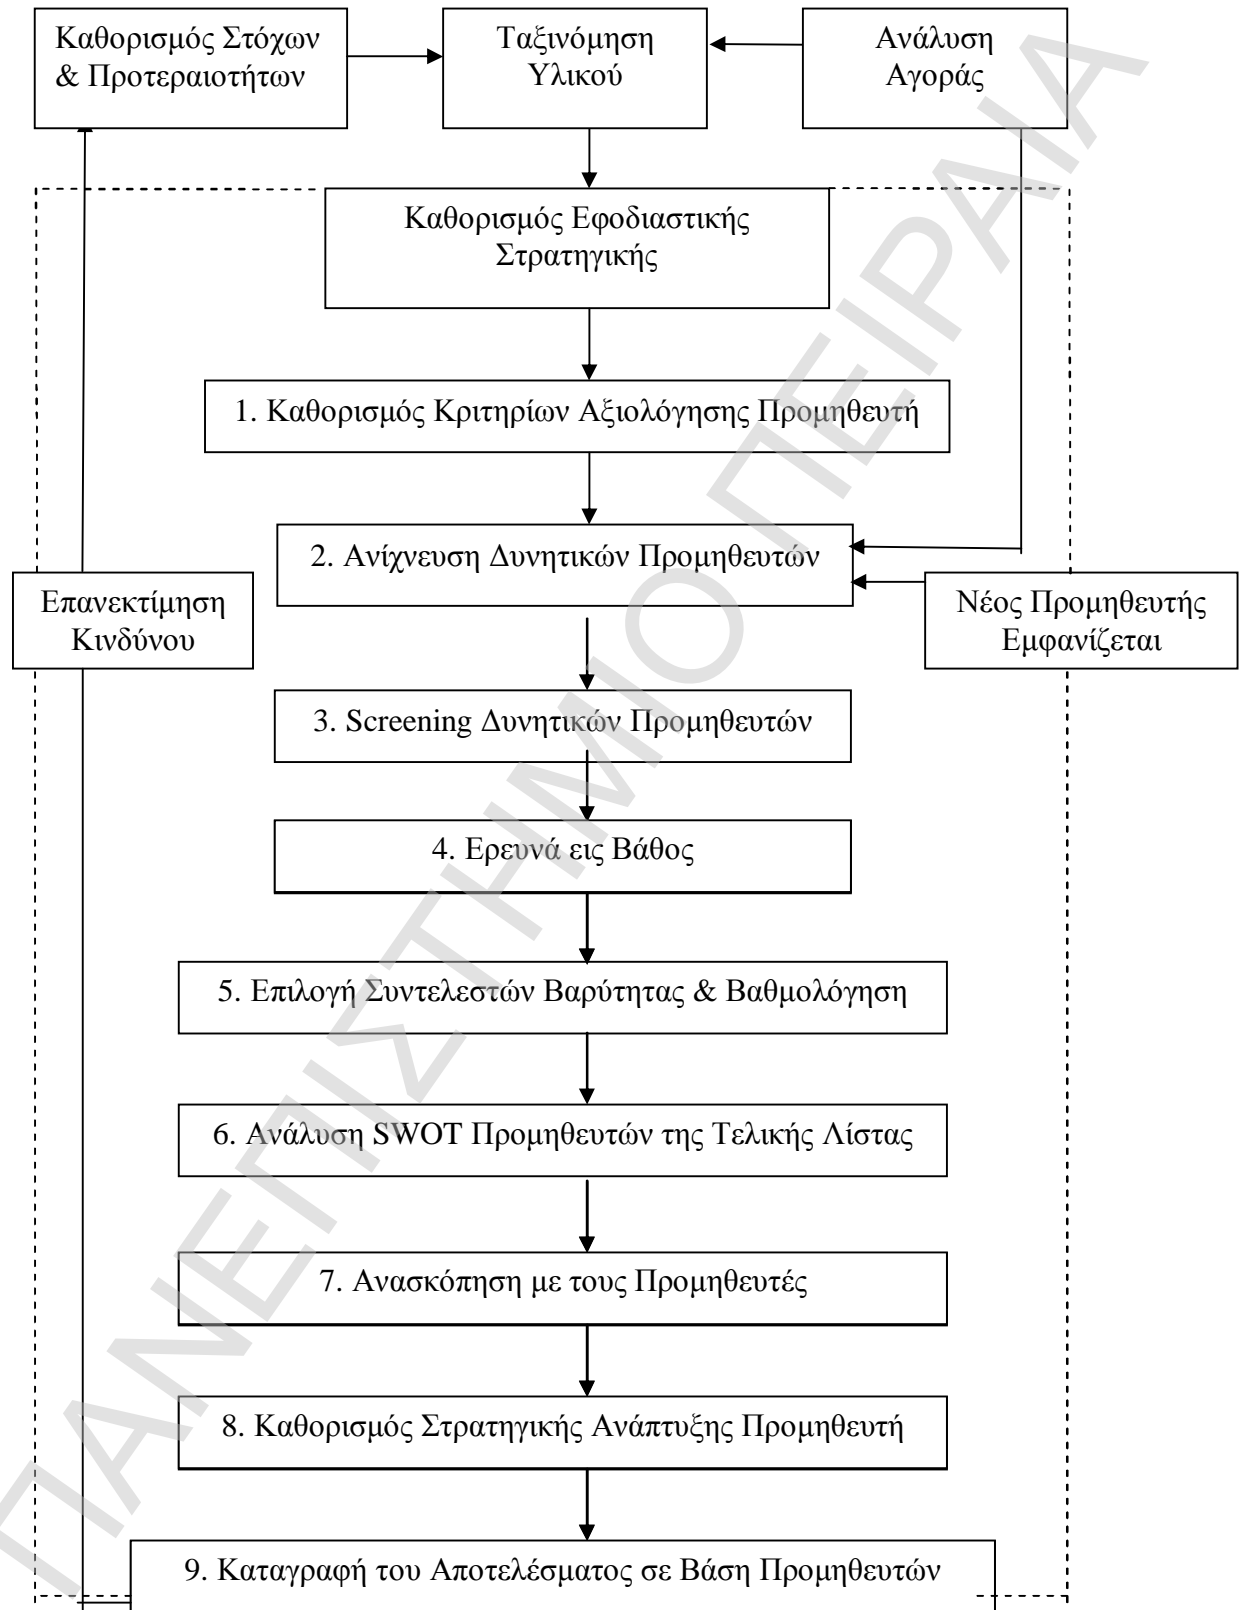 Καθορισμός Στόχων
& Προτεραιοτήτων
Ταξινόμηση
Υλικού
Ανάλυση
Αγοράς
Καθορισμός Εφοδιαστικής
Στρατηγικής
1. Καθορισμός Κριτηρίων Αξιολόγησης Προμηθευτή
2. Ανίχνευση Δυνητικών Προμηθευτών
Επανεκτίμηση
Κινδύνου
Νέος Προμηθευτής
Εμφανίζεται
3. Screening Δυνητικών Προμηθευτών
4. Ερευνά εις Βάθος
5. Επιλογή Συντελεστών Βαρύτητας & Βαθμολόγηση
6. Ανάλυση SWOT Προμηθευτών της Τελικής Λίστας
7. Ανασκόπηση με τους Προμηθευτές
8. Καθορισμός Στρατηγικής Ανάπτυξης Προμηθευτή
9. Καταγραφή του Αποτελέσματος σε Βάση Προμηθευτών
ΠΑΝΕΠΙΣΤΗΜΙΟ ΠΕΙΡΑΙΑ